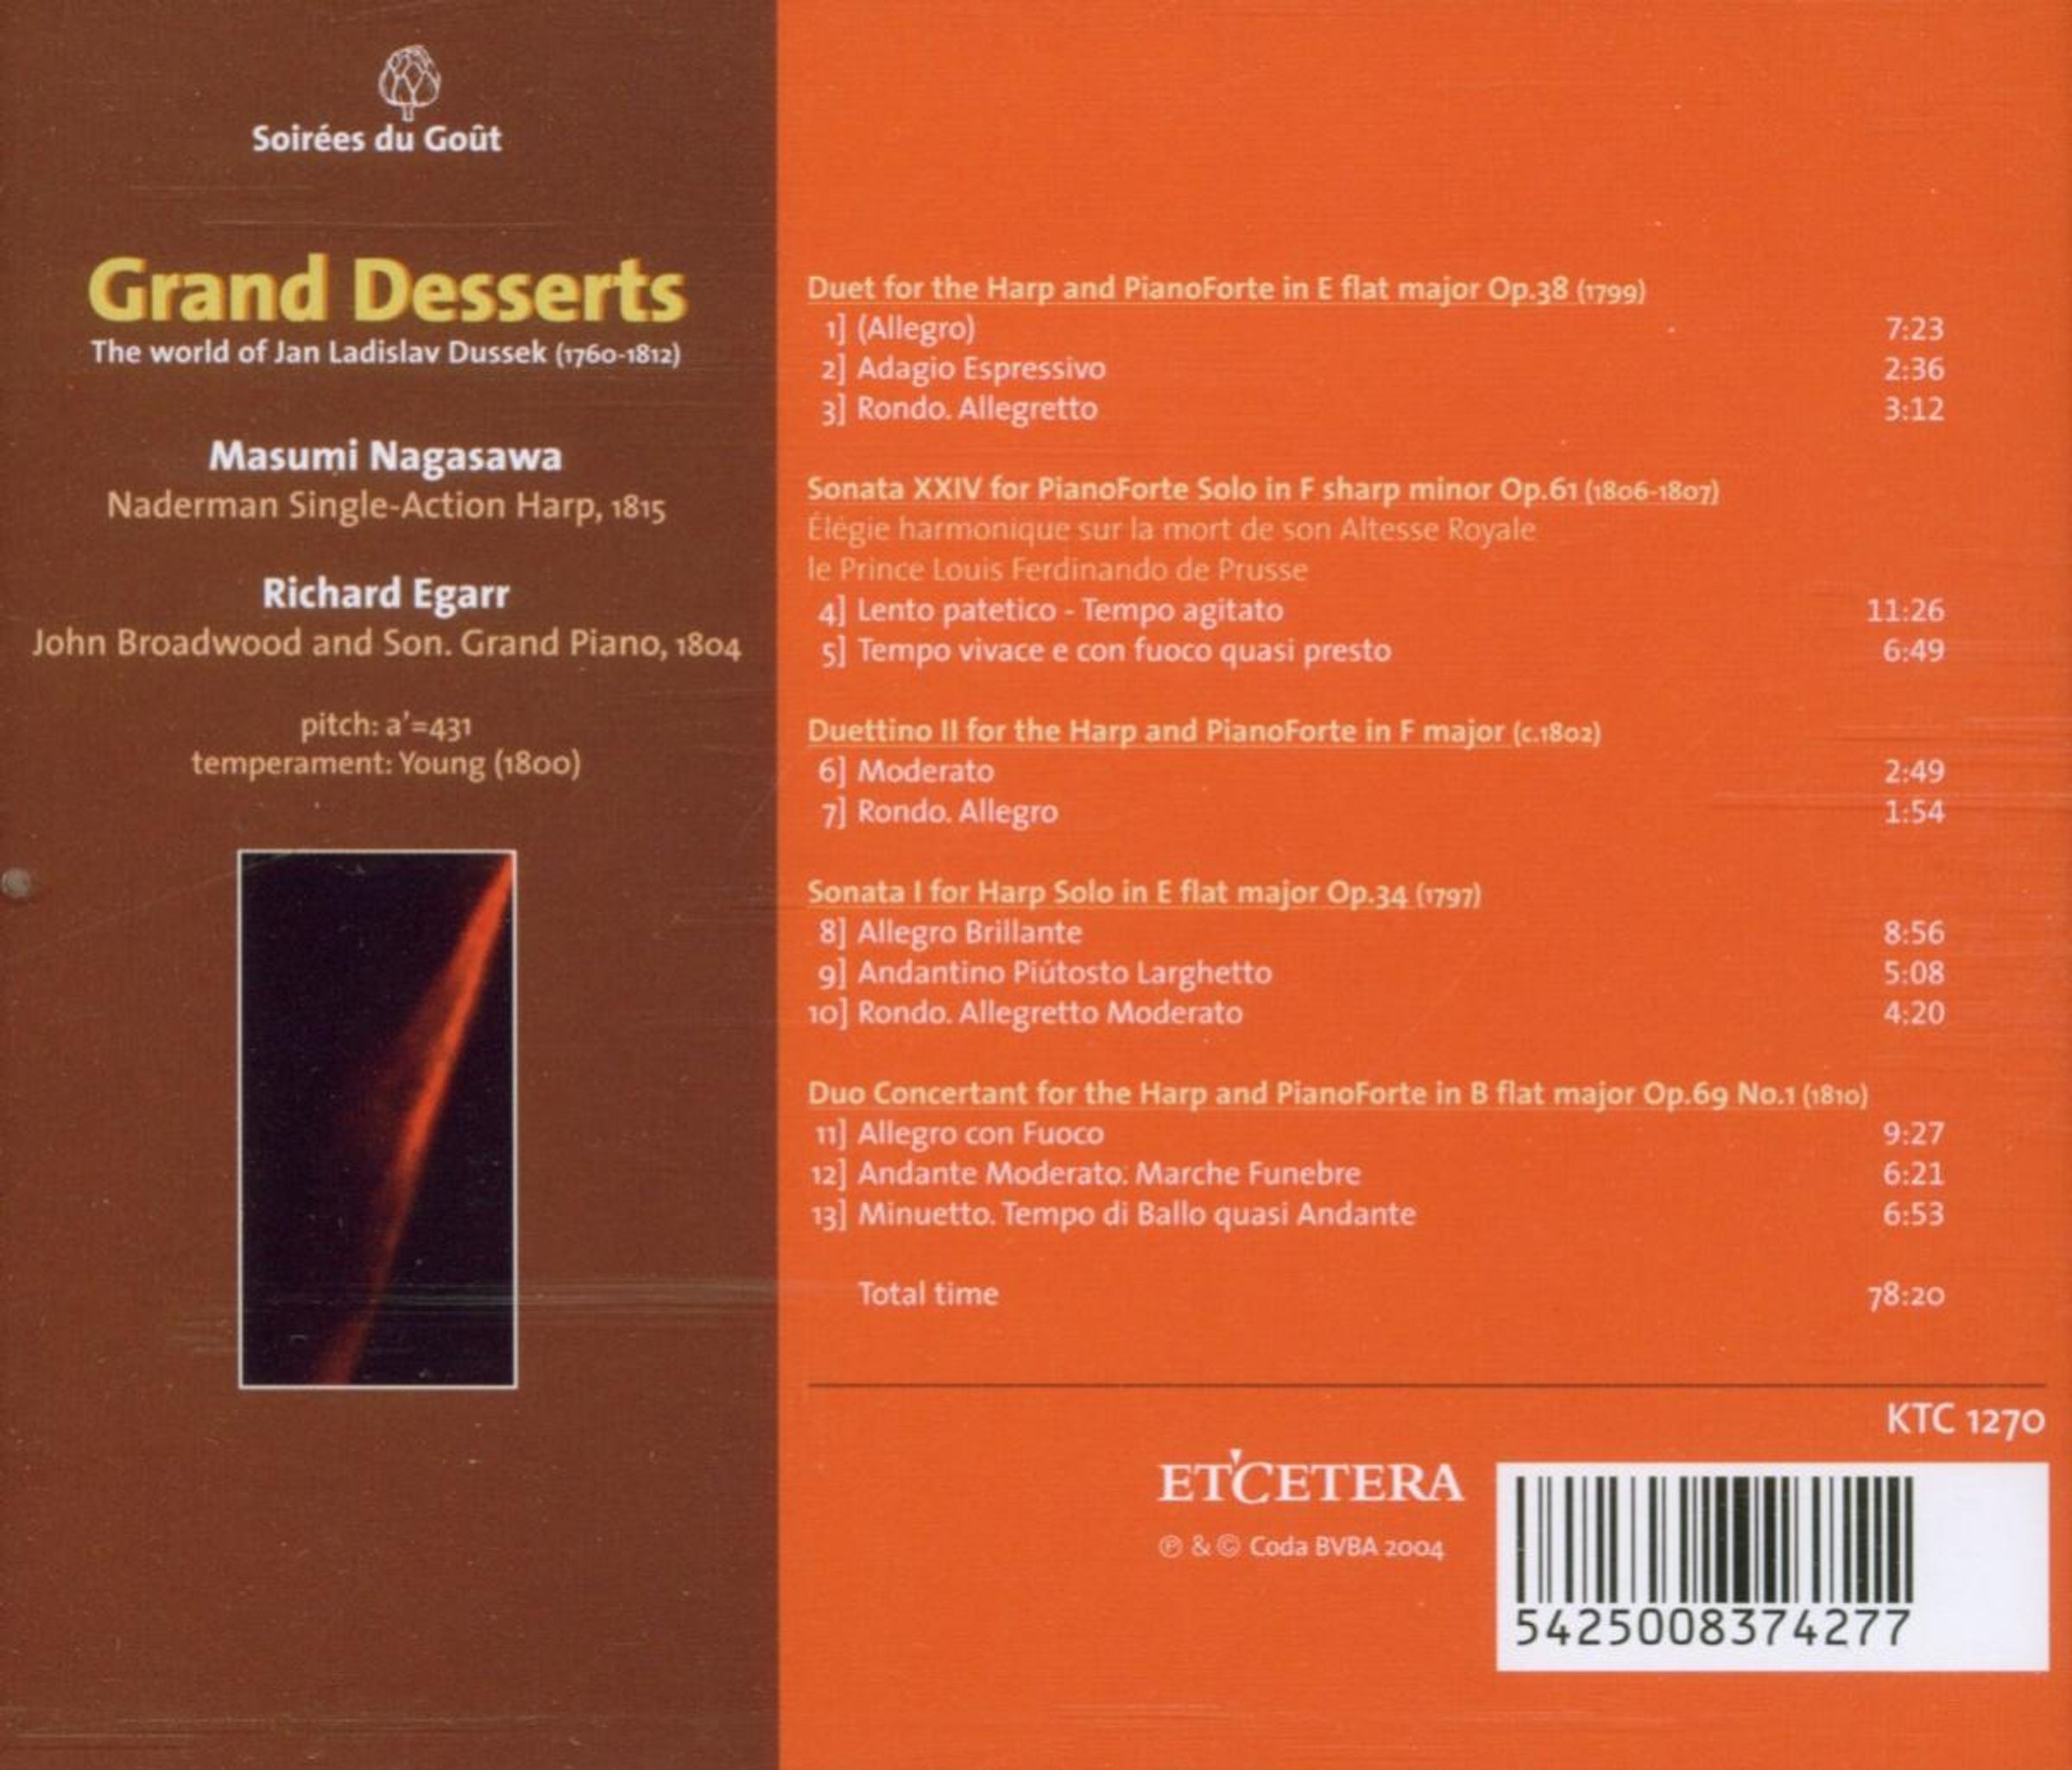 Soirées du Goût
Grand Desserts
The world of Jan Ladislav Dussek (1760-1812)
Masumi Nagasawa
Naderman Single-Action Harp, 1815
Richard Egarr
John Broadwood and Son. Grand Piano, 1804
pitch: a'=431
temperament: Young (1800)
Duet for the Harp and PianoForte in E flat major Op.38 (1799)
1] (Allegro) 7:23
2] Adagio Espressivo 2:36
3] Rondo. Allegretto 3:12
Sonata XXIV for PianoForte Solo in F sharp minor Op.61 (1806-1807)
Élégie harmonique sur la mort de son Altesse Royale
le Prince Louis Ferdinando de Prusse
4] Lento patetico - Tempo agitato 11:26
5] Tempo vivace e con fuoco quasi presto 6:49
Duettino II for the Harp and PianoForte in F major (c.1802)
6] Moderato 2:49
7] Rondo. Allegro 1:54
Sonata I for Harp Solo in E flat major Op.34 (1797)
8] Allegro Brillante 8:56
9] Andantino Piútosto Larghetto 5:08
10] Rondo. Allegretto Moderato 4:20
Duo Concertant for the Harp and PianoForte in B flat major Op.69 No.1 (1810)
11] Allegro con Fuoco 9:27
12] Andante Moderato. Marche Funebre 6:21
13] Minuetto. Tempo di Ballo quasi Andante 6:53
Total time 78:20
KTC 1270
ET'CETERA
℗ & © Coda BVBA 2004
5425008374277